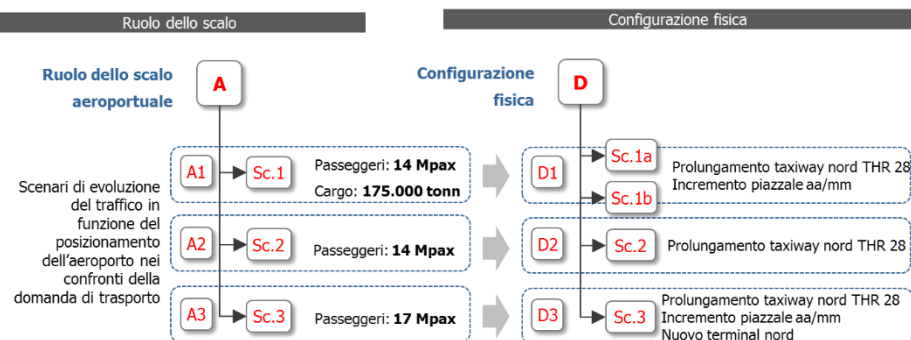 Ruolo dello scalo
Configurazione fisica
Ruolo dello scalo
aeroportuale
A
Configurazione
fisica
D
Scenari di evoluzione
del traffico in
funzione del
posizionamento
dell'aeroporto nei
confronti della
domanda di trasporto
A1
Sc.1
Passeggeri: 14 Mpax
Cargo: 175.000 tonn
D1
Sc.1a
Sc.1b
Prolungamento taxiway nord THR 28
Incremento piazzale aa/mm
A2
Sc.2
Passeggeri: 14 Mpax
D2
Sc.2
Prolungamento taxiway nord THR 28
A3
Sc.3
Passeggeri: 17 Mpax
D3
Sc.3
Prolungamento taxiway nord THR 28
Incremento piazzale aa/mm
Nuovo terminal nord